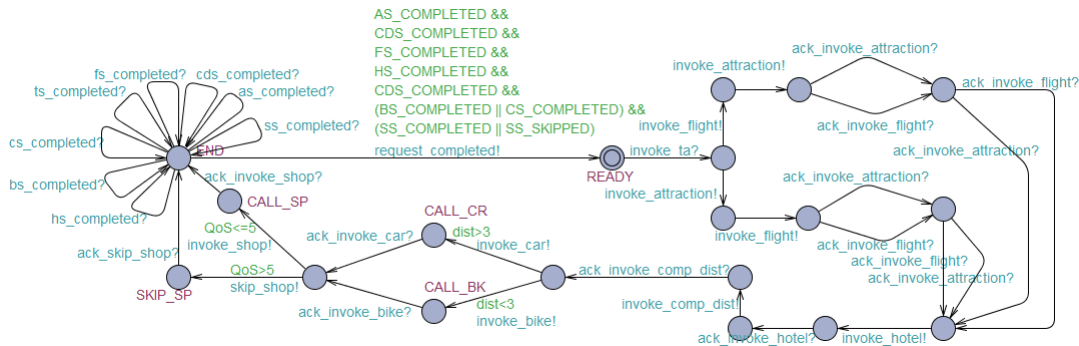 AS_COMPLETED &&
CDS_COMPLETED &&
FS_COMPLETED &&
HS_COMPLETED &&
CDS_COMPLETED &&
(BS_COMPLETED || CS_COMPLETED) &&
(SS_COMPLETED || SS_SKIPPED)
request_completed!
fs_completed?
cds_completed?
ts_completed?
as_completed?
ss_completed?
cs_completed?
END
bs_completed?
hs_completed?
ack_invoke_shop?
CALL_SP
QoS<=5
invoke_shop!
ack_skip_shop?
QoS>5
skip_shop!
SKIP_SP
CALL_CR
ack_invoke_car?
dist>3
invoke_car!
CALL_BK
dist<3
ack_invoke_bike?
invoke_bike!
READY
invoke_ta?
invoke_attraction!
ack_invoke_attraction?
ack_invoke_flight?
invoke_flight!
ack_invoke_flight?
ack_invoke_attraction?
invoke_attraction!
ack_invoke_attraction?
invoke_flight!
ack_invoke_flight?
ack_invoke_flight?
ack_invoke_attraction?
ack_invoke_comp_dist?
invoke_comp_dist!
ack_invoke_hotel?
invoke_hotel!